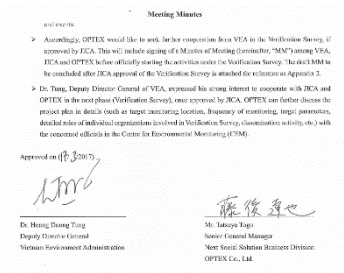 Meeting Minutes
and events
➤ Accordingly, OPTEX would like to seek further cooperation from VEA in the Verification Survey, if
approved by JICA. This will include signing of a Minutes of Meeting (hereinafter, "MM") among VEA,
JICA and OPTEX before officially starting the activities under the Verification Survey. The draft MM to
be concluded after JICA approval of the Verification Survey is attached for reference as Appendix 2.
➤ Dr. Tung, Deputy Director General of VEA, expressed his strong interest to cooperate with JICA and
OPTEX in the next phase (Verification Survey), once approved by JICA. OPTEX can further discuss the
project plan in details (such as target monitoring location, frequency of monitoring, target parameters,
detailed roles of individual organizations involved in Verification Survey, dissemination activity, etc.) with
the concerned officials in the Centre for Environmental Monitoring (CEM).
Approved on (17. 3/2017)
藤後達也
Dr. Hoang Duong Tung Mr. Tatsuya Togo
Deputy Director General Senior General Manager
Vietnam Environment Administration Next Social Solution Business Division
OPTEX Co., Ltd.